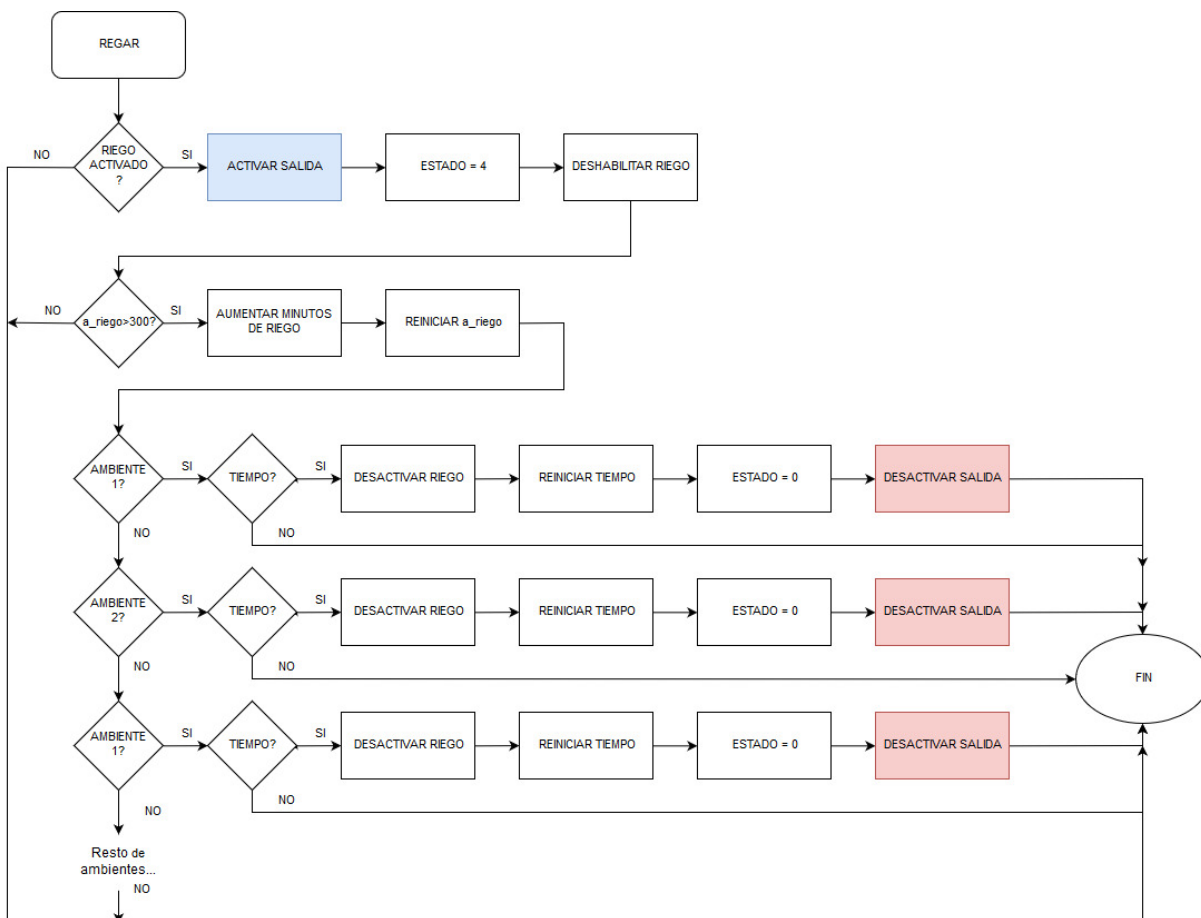 REGAR
NO
RIEGO
ACTIVADO
?
SI
ACTIVAR SALIDA
ESTADO = 4
DESHABILITAR RIEGO
NO
a_riego>300?
SI
AUMENTAR MINUTOS
DE RIEGO
REINICIAR a_riego
AMBIENTE
1?
SI
TIEMPO?
SI
DESACTIVAR RIEGO
REINICIAR TIEMPO
ESTADO = 0
DESACTIVAR SALIDA
NO
NO
AMBIENTE
2?
SI
TIEMPO?
SI
DESACTIVAR RIEGO
REINICIAR TIEMPO
ESTADO = 0
DESACTIVAR SALIDA
NO
NO
FIN
AMBIENTE
1?
SI
TIEMPO?
SI
DESACTIVAR RIEGO
REINICIAR TIEMPO
ESTADO = 0
DESACTIVAR SALIDA
NO
NO
Resto de
ambientes...
NO